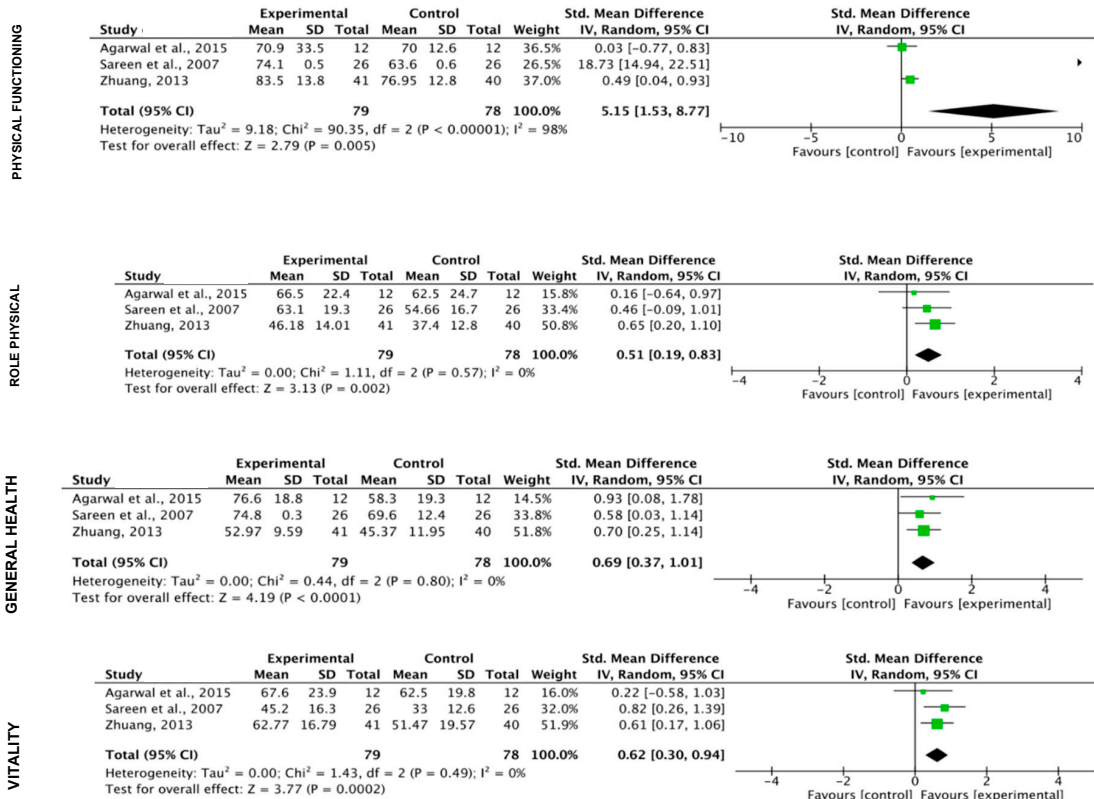 PHYSICAL FUNCTIONING
Experimental Control Std. Mean Difference Std. Mean Difference
Study Mean SD Total Mean SD Total Weight IV, Random, 95% CI IV, Random, 95% CI
Agarwal et al., 2015 70.9 33.5 12 70 12.6 12 36.5% 0.03 [−0.77, 0.83]
Sareen et al., 2007 74.1 0.5 26 63.6 0.6 26 26.5% 18.73 [14.94, 22.51]
Zhuang, 2013 83.5 13.8 41 76.95 12.8 40 37.0% 0.49 [0.04, 0.93]
Total (95% CI) 79 78 100.0% 5.15 [1.53, 8.77]
Heterogeneity: Tau² = 9.18; Chi² = 90.35, df = 2 (P < 0.00001); I² = 98%
Test for overall effect: Z = 2.79 (P = 0.005)
−10 −5 0 5 10
Favours [control] Favours [experimental]
ROLE PHYSICAL
Experimental Control Std. Mean Difference Std. Mean Difference
Study Mean SD Total Mean SD Total Weight IV, Random, 95% CI IV, Random, 95% CI
Agarwal et al., 2015 66.5 22.4 12 62.5 24.7 12 15.8% 0.16 [−0.64, 0.97]
Sareen et al., 2007 63.1 19.3 26 54.66 16.7 26 33.4% 0.46 [−0.09, 1.01]
Zhuang, 2013 46.18 14.01 41 37.4 12.8 40 50.8% 0.65 [0.20, 1.10]
Total (95% CI) 79 78 100.0% 0.51 [0.19, 0.83]
Heterogeneity: Tau² = 0.00; Chi² = 1.11, df = 2 (P = 0.57); I² = 0%
Test for overall effect: Z = 3.13 (P = 0.002)
−4 −2 0 2 4
Favours [control] Favours [experimental]
GENERAL HEALTH
Experimental Control Std. Mean Difference Std. Mean Difference
Study Mean SD Total Mean SD Total Weight IV, Random, 95% CI IV, Random, 95% CI
Agarwal et al., 2015 76.6 18.8 12 58.3 19.3 12 14.5% 0.93 [0.08, 1.78]
Sareen et al., 2007 74.8 0.3 26 69.6 12.4 26 33.8% 0.58 [0.03, 1.14]
Zhuang, 2013 52.97 9.59 41 45.37 11.95 40 51.8% 0.70 [0.25, 1.14]
Total (95% CI) 79 78 100.0% 0.69 [0.37, 1.01]
Heterogeneity: Tau² = 0.00; Chi² = 0.44, df = 2 (P = 0.80); I² = 0%
Test for overall effect: Z = 4.19 (P < 0.0001)
−4 −2 0 2 4
Favours [control] Favours [experimental]
VITALITY
Experimental Control Std. Mean Difference Std. Mean Difference
Study Mean SD Total Mean SD Total Weight IV, Random, 95% CI IV, Random, 95% CI
Agarwal et al., 2015 67.6 23.9 12 62.5 19.8 12 16.0% 0.22 [−0.58, 1.03]
Sareen et al., 2007 45.2 16.3 26 33 12.6 26 32.0% 0.82 [0.26, 1.39]
Zhuang, 2013 62.77 16.79 41 51.47 19.57 40 51.9% 0.61 [0.17, 1.06]
Total (95% CI) 79 78 100.0% 0.62 [0.30, 0.94]
Heterogeneity: Tau² = 0.00; Chi² = 1.43, df = 2 (P = 0.49); I² = 0%
Test for overall effect: Z = 3.77 (P = 0.0002)
−4 −2 0 2 4
Favours [control] Favours [experimental]